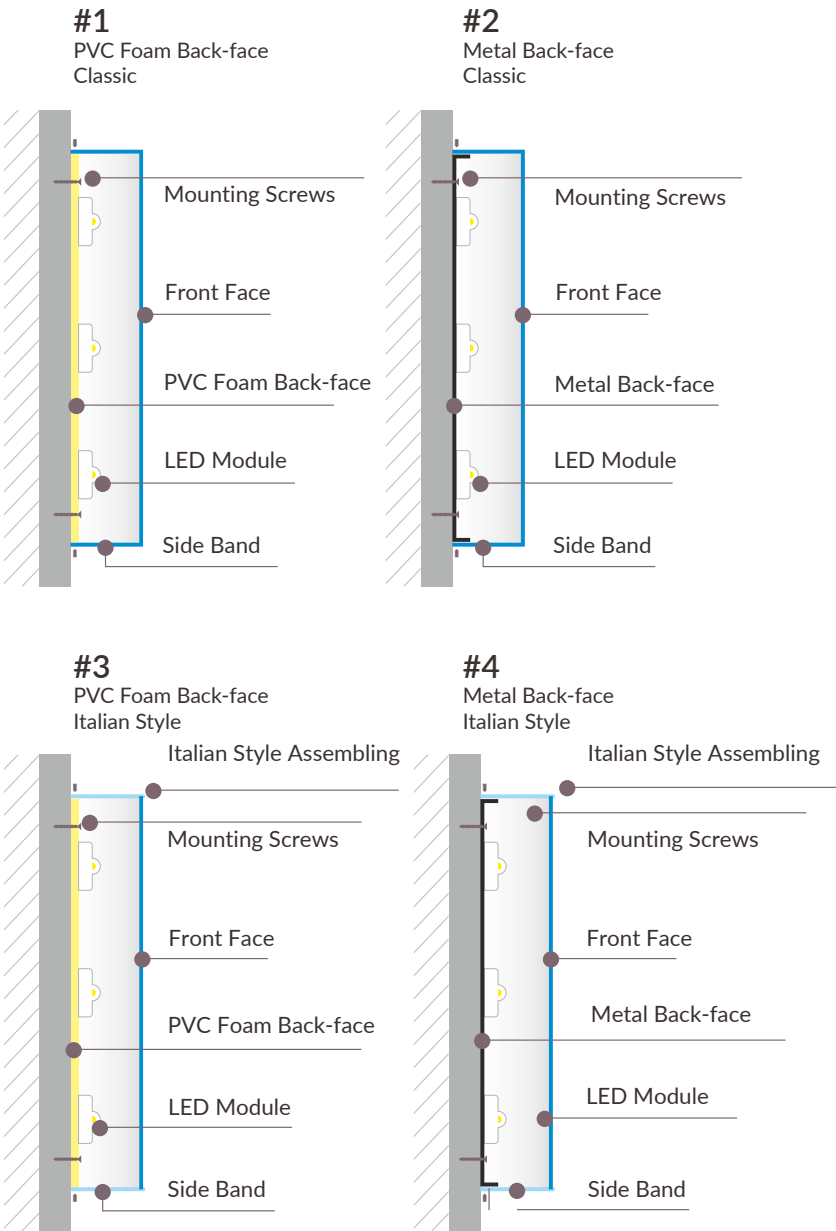 #1
PVC Foam Back-face
Classic
Mounting Screws
Front Face
PVC Foam Back-face
LED Module
Side Band
#2
Metal Back-face
Classic
Mounting Screws
Front Face
Metal Back-face
LED Module
Side Band
#3
PVC Foam Back-face
Italian Style
Italian Style Assembling
Mounting Screws
Front Face
PVC Foam Back-face
LED Module
Side Band
#4
Metal Back-face
Italian Style
Italian Style Assembling
Mounting Screws
Front Face
Metal Back-face
LED Module
Side Band